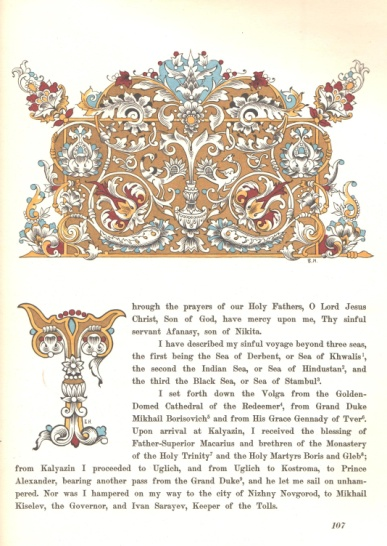 Through the prayers of our Holy Fathers, O Lord Jesus
Christ, Son of God, have mercy upon me, Thy sinful
servant Afanasy, son of Nikita.
I have described my sinful voyage beyond three seas,
the first being the Sea of Derbent, or Sea of Khwalis¹,
the second the Indian Sea, or Sea of Hindustan², and
the third the Black Sea, or Sea of Stambul³.
I set forth down the Volga from the Golden-
Domed Cathedral of the Redeemer⁴, from Grand Duke
Mikhail Borisovich⁵ and from His Grace Gennady of Tver⁶.
Upon arrival at Kalyazin, I received the blessing of
Father-Superior Macarius and brethren of the Monastery
of the Holy Trinity⁷ and the Holy Martyrs Boris and Gleb⁸;
from Kalyazin I proceeded to Uglich, and from Uglich to Kostroma, to Prince
Alexander, bearing another pass from the Grand Duke⁹, and he let me sail on unham-
pered. Nor was I hampered on my way to the city of Nizhny Novgorod, to Mikhail
Kiselev, the Governor, and Ivan Sarayev, Keeper of the Tolls.
107